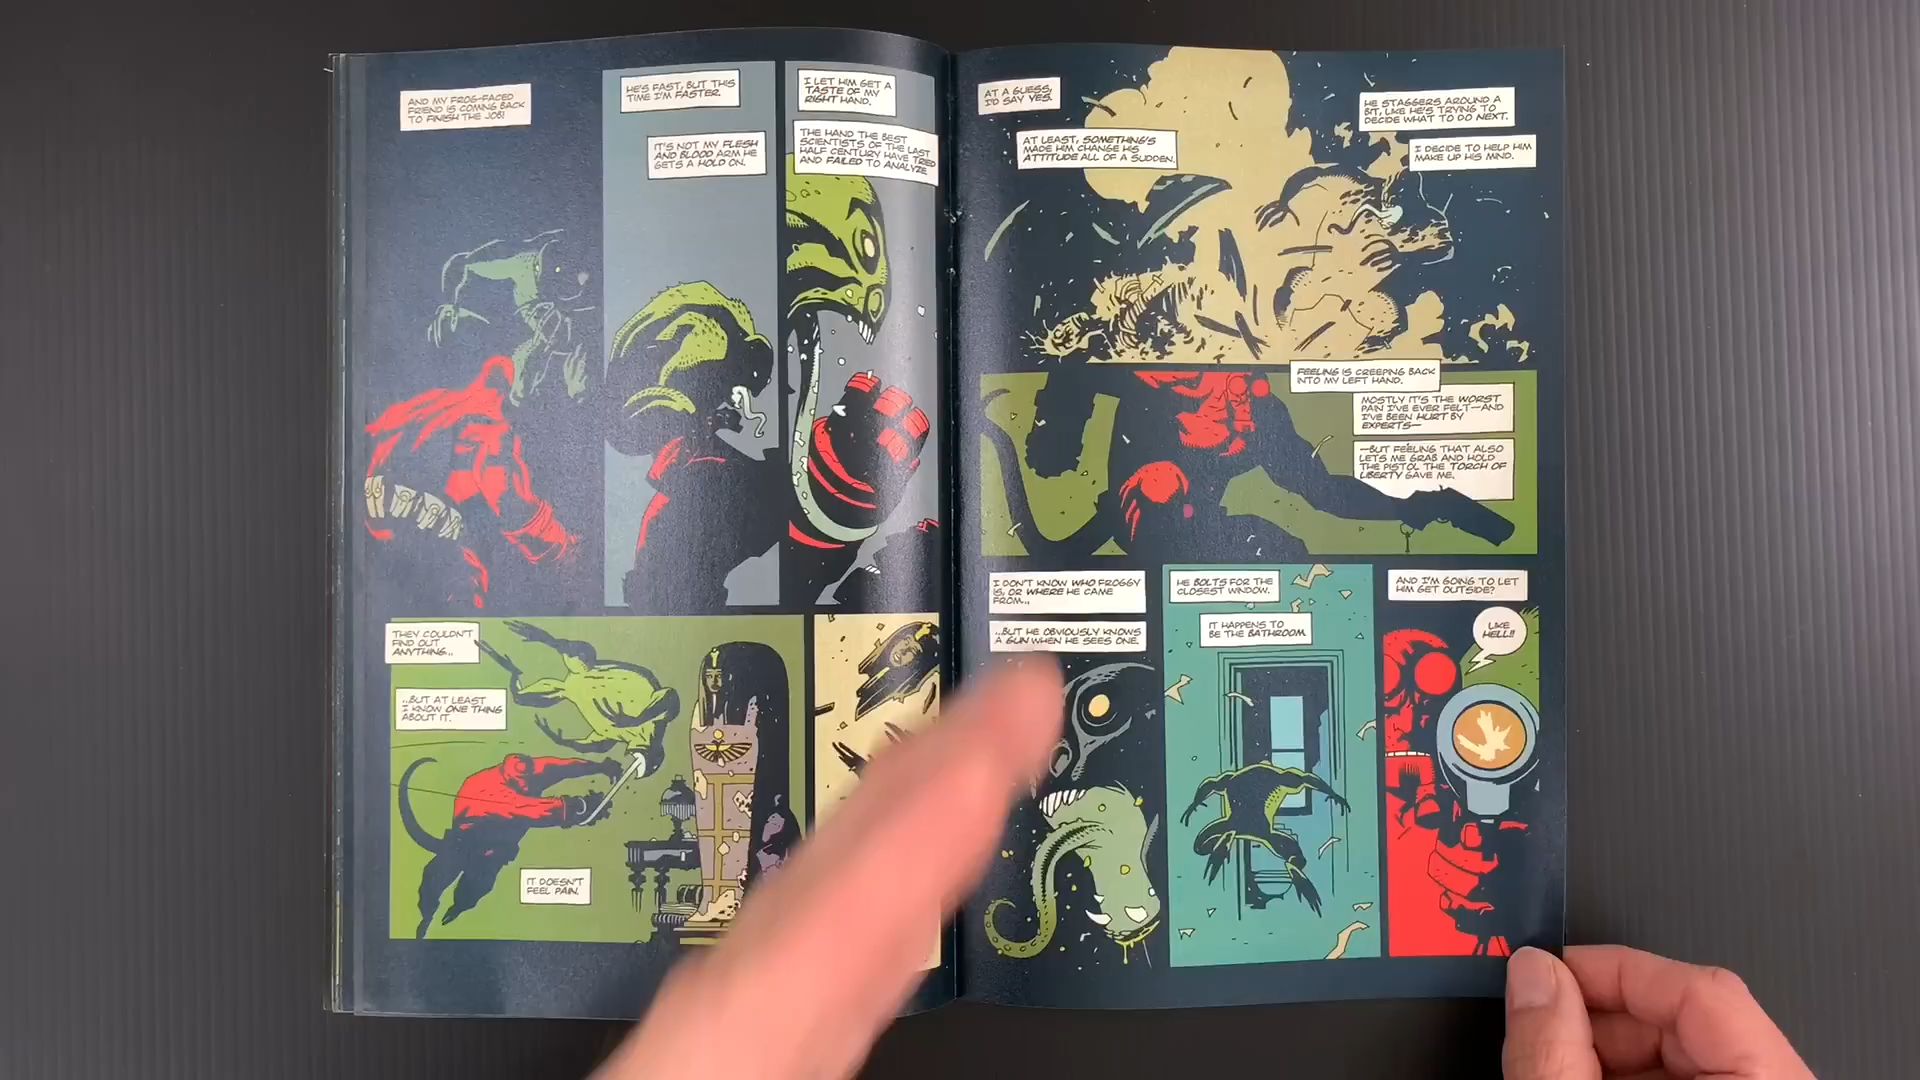 AND MY FROG-FACED
FRIEND IS COMING BACK
TO FINISH THE JOB!
HE'S FAST, BUT THIS
TIME I'M FASTER.
IT'S NOT MY FLESH
AND BLOOD ARM HE
GETS A HOLD ON.
I LET HIM GET A
TASTE OF MY
RIGHT HAND.
THE HAND THE BEST
SCIENTISTS OF THE LAST
HALF CENTURY HAVE TRIED
AND FAILED TO ANALYZE
THEY COULDN'T
FIND OUT
ANYTHING...
...BUT AT LEAST
I KNOW ONE THING
ABOUT IT.
IT DOESN'T
FEEL PAIN.
AT A GUESS,
I'D SAY YES.
AT LEAST, SOMETHING'S
MADE HIM CHANGE HIS
ATTITUDE ALL OF A SUDDEN.
HE STAGGERS AROUND A
BIT, LIKE HE'S TRYING TO
DECIDE WHAT TO DO NEXT.
I DECIDE TO HELP HIM
MAKE UP HIS MIND.
FEELING IS CREEPING BACK
INTO MY LEFT HAND.
MOSTLY IT'S THE WORST
PAIN I'VE EVER FELT—AND
I'VE BEEN HURT BY
EXPERTS—
—BUT FEELING THAT ALSO
LETS ME GRAB AND HOLD
THE PISTOL THE TORCH OF
LIBERTY GAVE ME.
I DON'T KNOW WHO FROGGY
IS, OR WHERE HE CAME
FROM...
...BUT HE OBVIOUSLY KNOWS
A GUN WHEN HE SEES ONE.
HE BOLTS FOR THE
CLOSEST WINDOW.
IT HAPPENS TO
BE THE BATHROOM.
AND I'M GOING TO LET
HIM GET OUTSIDE?
LIKE
HELL!!